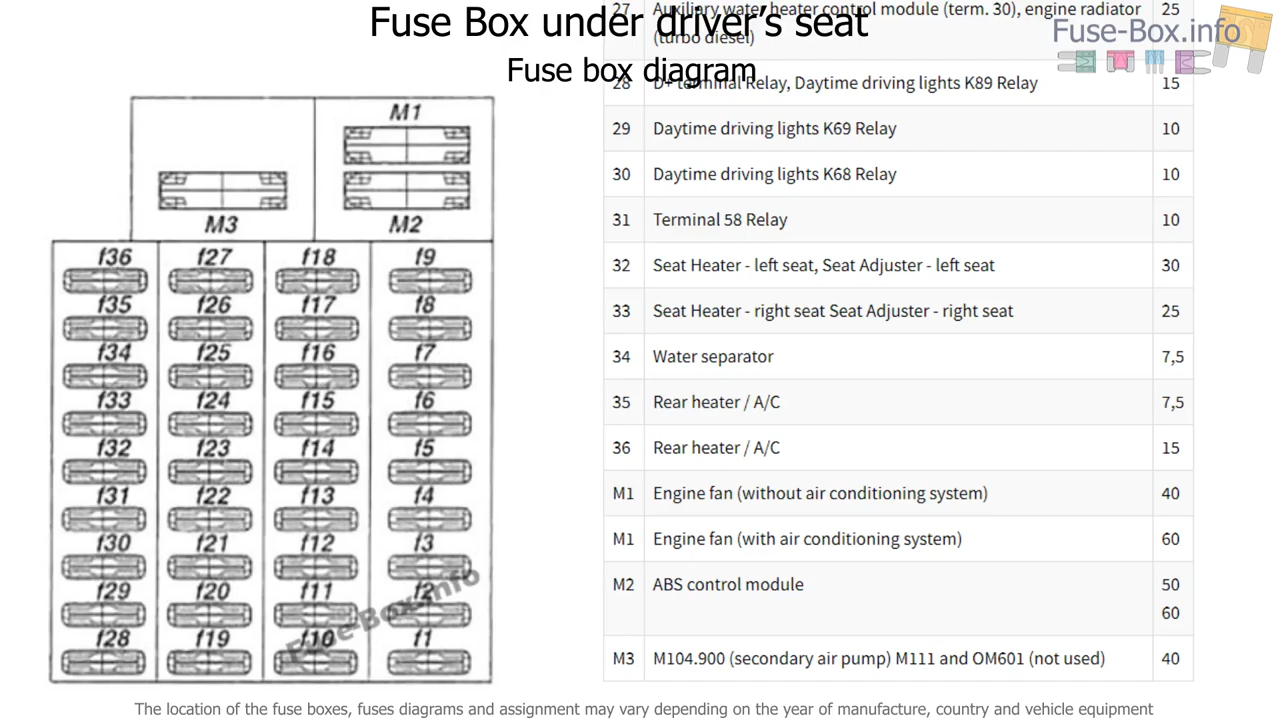 Fuse Box under driver's seat
Fuse box diagram
Fuse-Box.info
M1
M3 M2
f36 f27 f18 f9
f35 f26 f17 f8
f34 f25 f16 f7
f33 f24 f15 f6
f32 f23 f14 f5
f31 f22 f13 f4
f30 f21 f12 f3
f29 f20 f11 f2
f28 f19 f10 f1
Fuse-Box.info
27 Auxiliary water heater control module (term. 30), engine radiator 25
(turbo diesel)
28 D+ terminal Relay, Daytime driving lights K89 Relay 15
29 Daytime driving lights K69 Relay 10
30 Daytime driving lights K68 Relay 10
31 Terminal 58 Relay 10
32 Seat Heater - left seat, Seat Adjuster - left seat 30
33 Seat Heater - right seat Seat Adjuster - right seat 25
34 Water separator 7,5
35 Rear heater / A/C 7,5
36 Rear heater / A/C 15
M1 Engine fan (without air conditioning system) 40
M1 Engine fan (with air conditioning system) 60
M2 ABS control module 50
60
M3 M104.900 (secondary air pump) M111 and OM601 (not used) 40
The location of the fuse boxes, fuses diagrams and assignment may vary depending on the year of manufacture, country and vehicle equipment